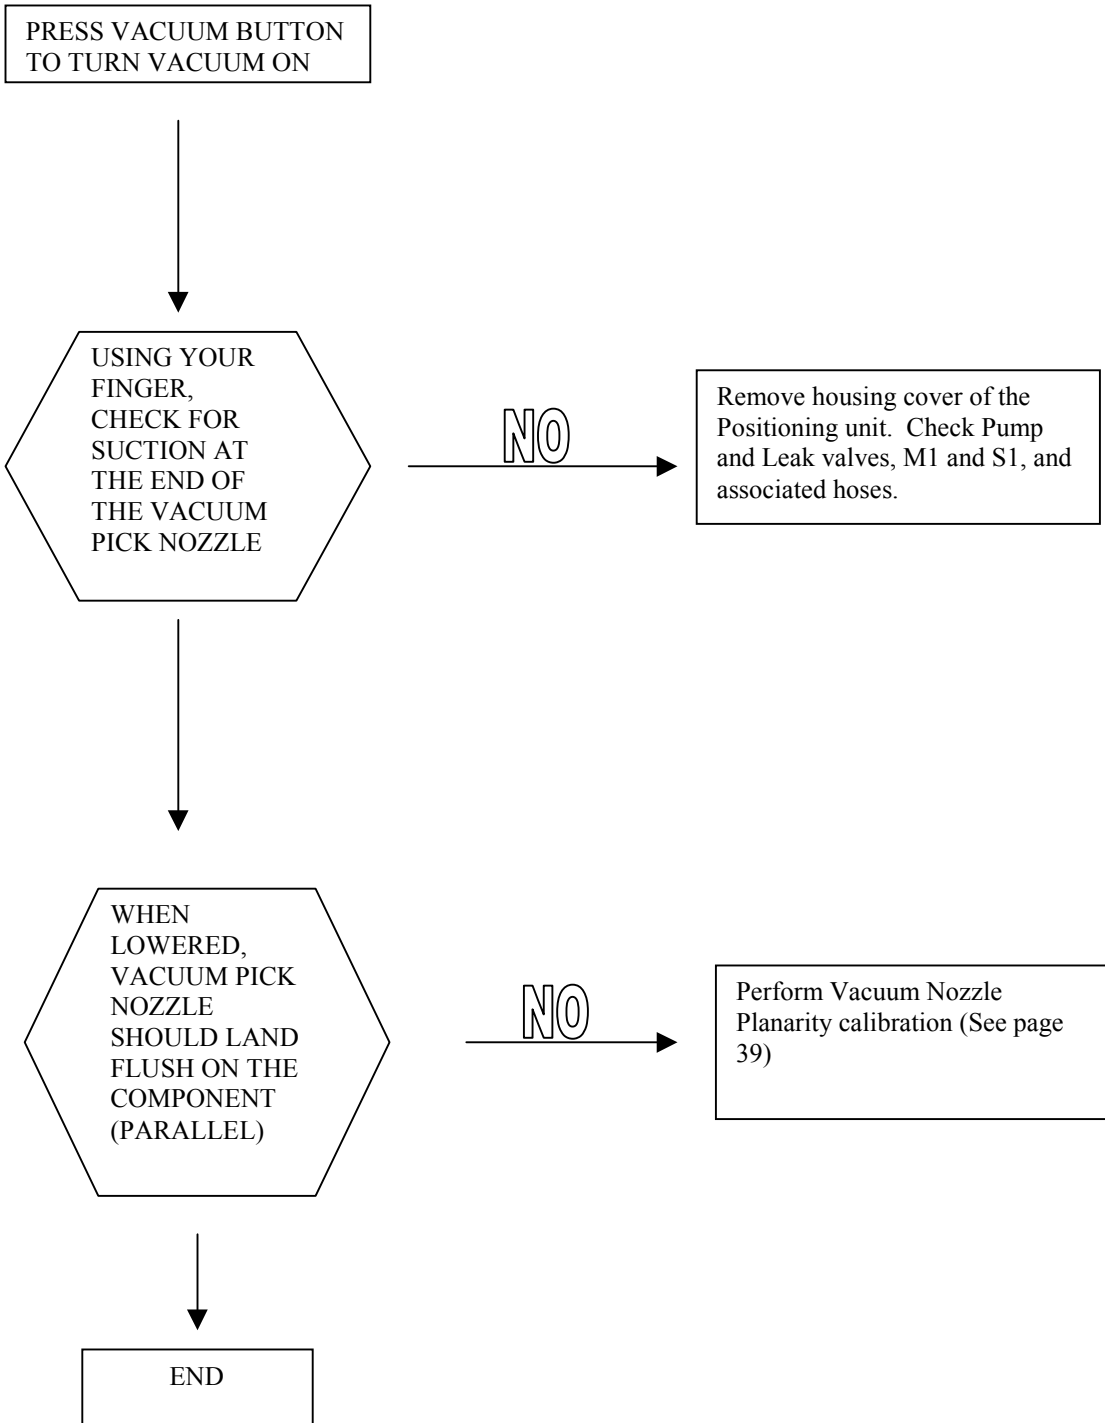 PRESS VACUUM BUTTON
TO TURN VACUUM ON
USING YOUR
FINGER,
CHECK FOR
SUCTION AT
THE END OF
THE VACUUM
PICK NOZZLE
NO
Remove housing cover of the
Positioning unit.  Check Pump
and Leak valves, M1 and S1, and
associated hoses.
WHEN
LOWERED,
VACUUM PICK
NOZZLE
SHOULD LAND
FLUSH ON THE
COMPONENT
(PARALLEL)
NO
Perform Vacuum Nozzle
Planarity calibration (See page
39)
END